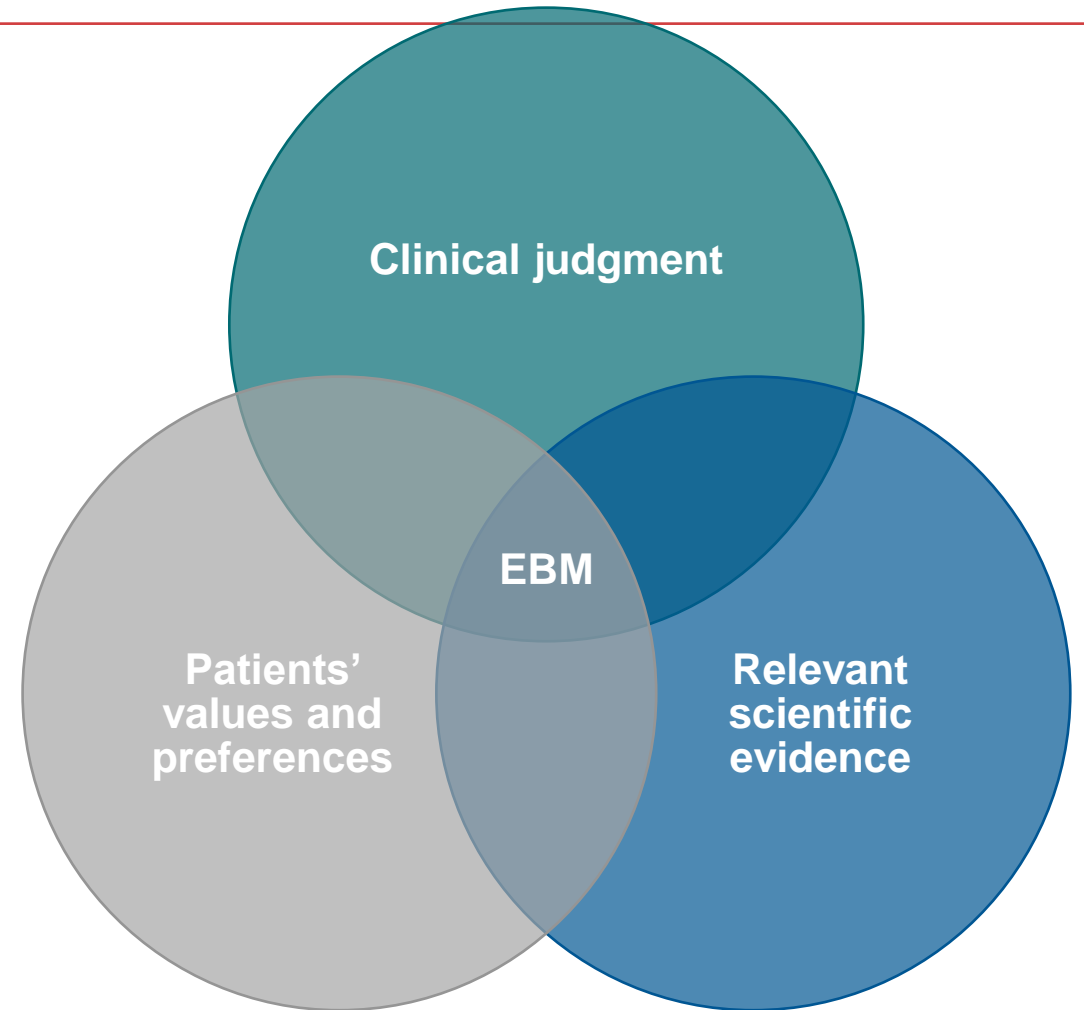 Clinical judgment
EBM
Patients’
values and
preferences
Relevant
scientific
evidence